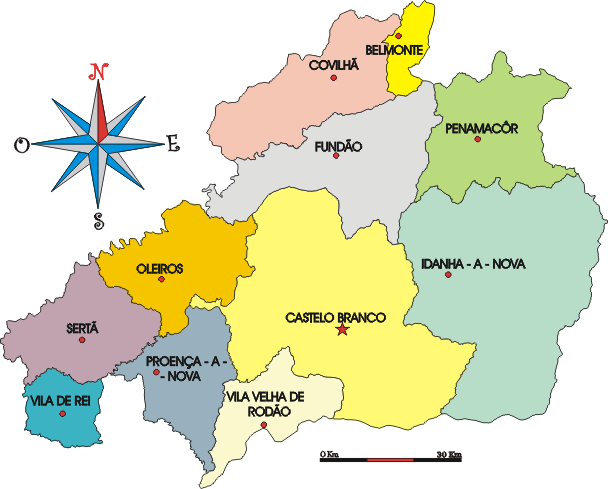 BELMONTE
COVILHÃ
N
PENAMACÔR
O
E
FUNDÃO
S
OLEIROS
IDANHA - A - NOVA
CASTELO BRANCO
SERTÃ
PROENÇA - A -
- NOVA
VILA DE REI
VILA VELHA DE
RODÃO
0 Km
30 Km